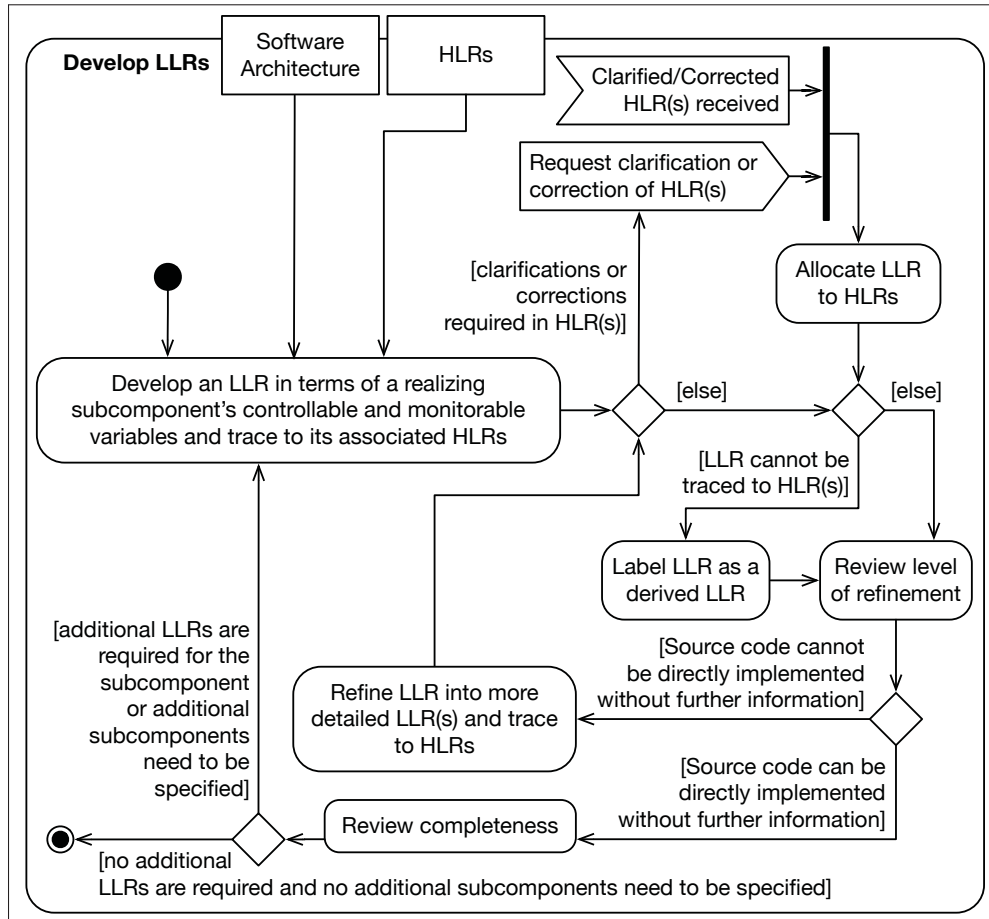 Develop LLRs
Software
Architecture
HLRs
Clarified/Corrected
HLR(s) received
Request clarification or
correction of HLR(s)
[clarifications or
corrections
required in HLR(s)]
Allocate LLR
to HLRs
Develop an LLR in terms of a realizing
subcomponent's controllable and monitorable
variables and trace to its associated HLRs
[else]
[else]
[LLR cannot be
traced to HLR(s)]
Label LLR as a
derived LLR
Review level
of refinement
[additional LLRs are
required for the
subcomponent
or additional
subcomponents
need to be
specified]
[Source code cannot
be directly implemented
without further information]
Refine LLR into more
detailed LLR(s) and trace
to HLRs
[Source code can be
directly implemented
without further information]
Review completeness
[no additional
LLRs are required and no additional subcomponents need to be specified]